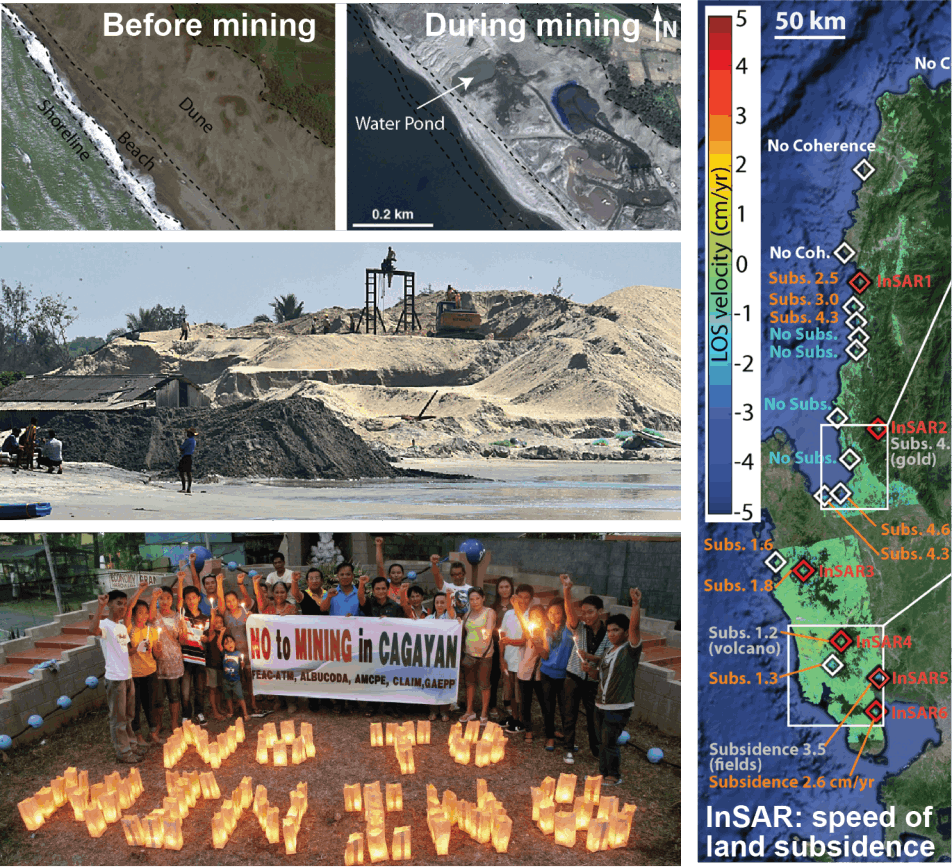 Before mining
Shoreline
Beach
Dune
During mining
N
Water Pond
0.2 km
NO to MINING in CAGAYAN
FEAC-ATM, ALBUCODA, AMCPE, CLAIM, GAEPP
NO TO
MINING
5
4
3
2
1
0
-1
-2
-3
-4
-5
LOS velocity (cm/yr)
50 km
No C
No Coherence
No Coh.
Subs. 2.5
InSAR1
Subs. 3.0
Subs. 4.3
No Subs.
No Subs.
No Subs.
InSAR2
Subs. 4.
(gold)
No Subs.
Subs. 4.6
Subs. 4.3
Subs. 1.6
InSAR3
Subs. 1.8
Subs. 1.2
(volcano)
InSAR4
Subs. 1.3
InSAR5
InSAR6
Subsidence 3.5
(fields)
Subsidence 2.6 cm/yr
InSAR: speed of
land subsidence